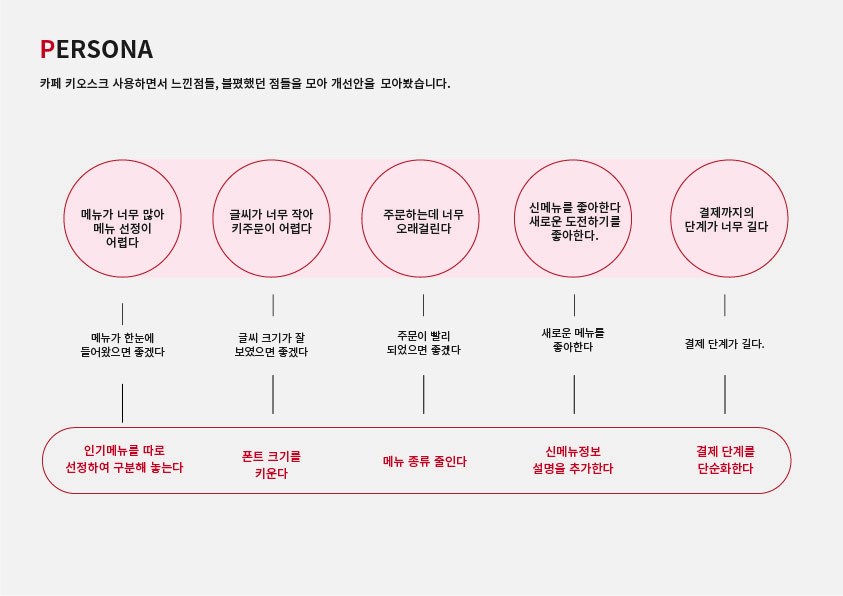 PERSONA
카페 키오스크 사용하면서 느낀점들, 불평했던 점들을 모아 개선안을 모아봤습니다.
메뉴가 너무 많아
메뉴 선정이
어렵다
글씨가 너무 작아
키주문이 어렵다
주문하는데 너무
오래걸린다
신메뉴를 좋아한다
새로운 도전하기를
좋아한다.
결제까지의
단계가 너무 길다
메뉴가 한눈에
들어왔으면 좋겠다
글씨 크기가 잘
보였으면 좋겠다
주문이 빨리
되었으면 좋겠다
새로운 메뉴를
좋아한다
결제 단계가 길다.
인기메뉴를 따로
선정하여 구분해 놓는다
폰트 크기를
키운다
메뉴 종류 줄인다
신메뉴정보
설명을 추가한다
결제 단계를
단순화한다